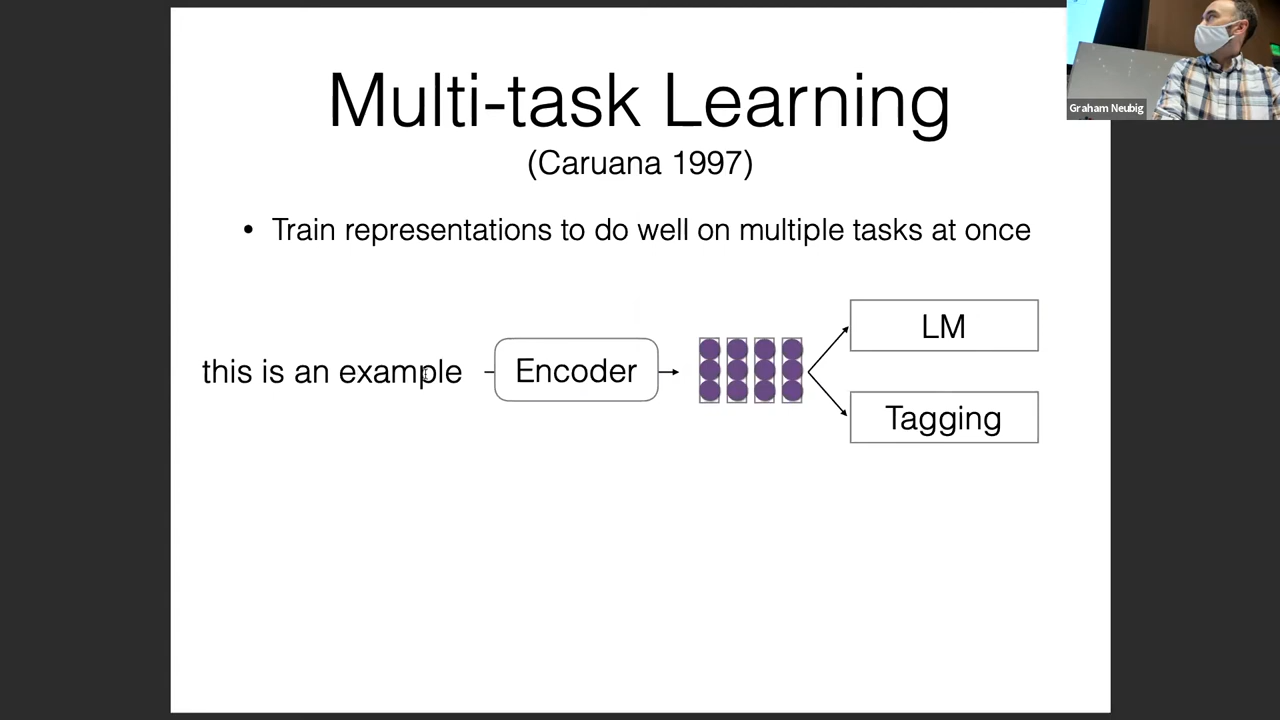 Multi-task Learning
(Caruana 1997)
• Train representations to do well on multiple tasks at once
this is an example
Encoder
LM
Tagging
Graham Neubig